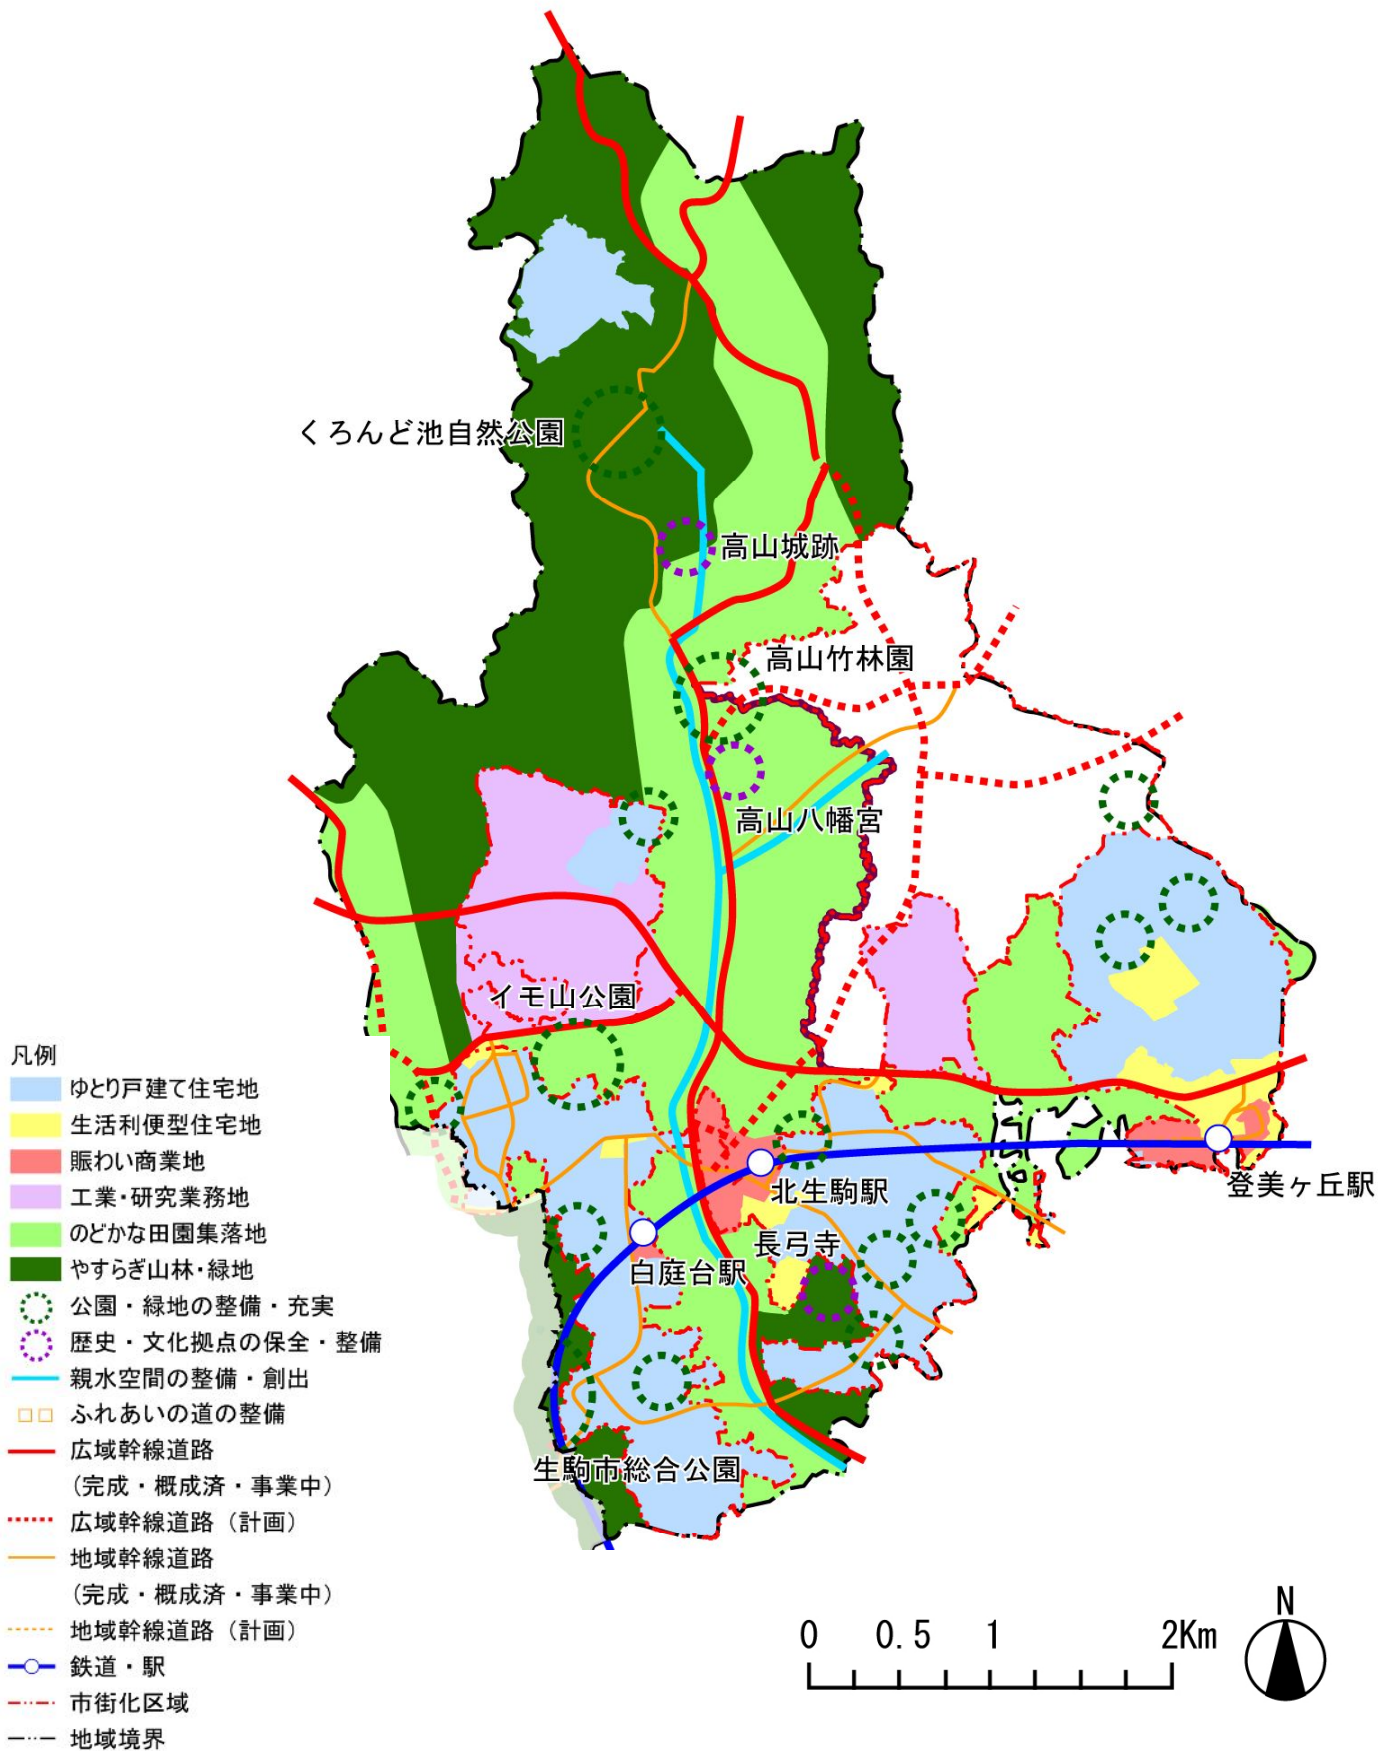 くろんど池自然公園
高山城跡
高山竹林園
高山八幡宮
イモ山公園
北生駒駅
登美ヶ丘駅
長弓寺
白庭台駅
生駒市総合公園
凡例
ゆとり戸建て住宅地
生活利便型住宅地
賑わい商業地
工業・研究業務地
のどかな田園集落地
やすらぎ山林・緑地
公園・緑地の整備・充実
歴史・文化拠点の保全・整備
親水空間の整備・創出
ふれあいの道の整備
広域幹線道路
(完成・概成済・事業中)
広域幹線道路(計画)
地域幹線道路
(完成・概成済・事業中)
地域幹線道路(計画)
鉄道・駅
市街化区域
地域境界
0 0.5 1 2Km
N